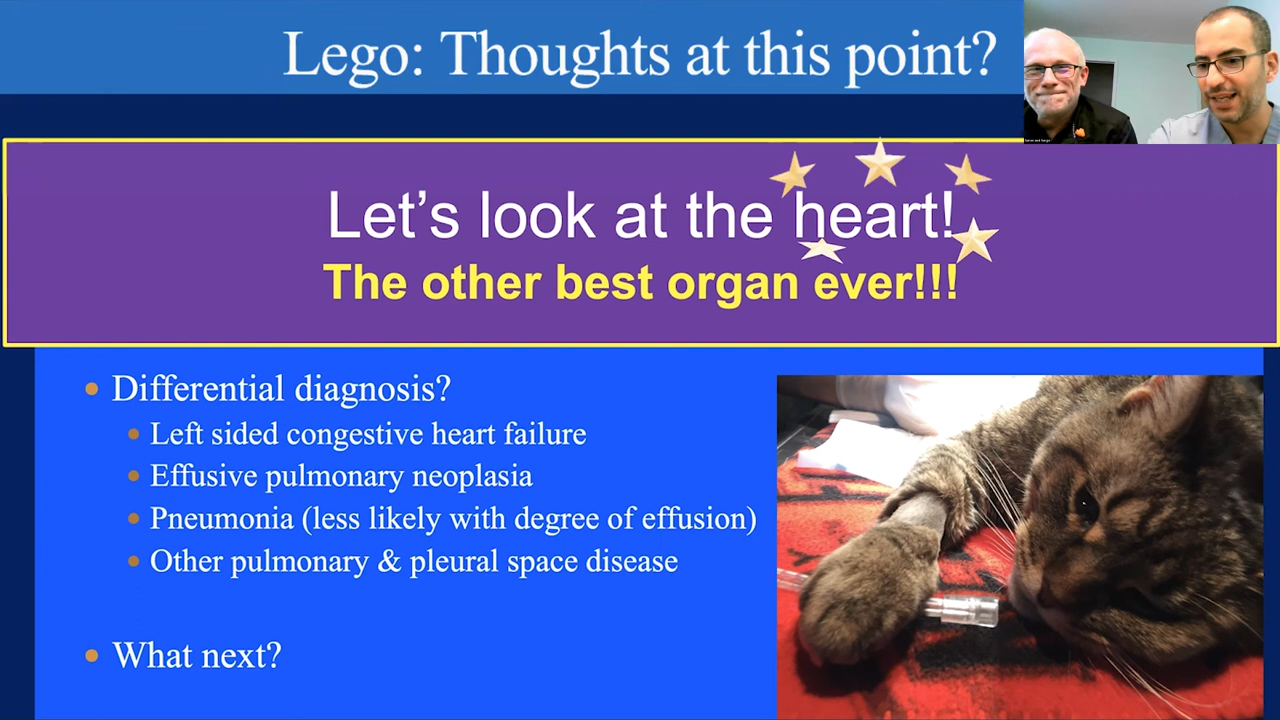 Lego: Thoughts at this point?
Let's look at the heart!
The other best organ ever!!!
• Differential diagnosis?
• Left sided congestive heart failure
• Effusive pulmonary neoplasia
• Pneumonia (less likely with degree of effusion)
• Other pulmonary & pleural space disease
• What next?